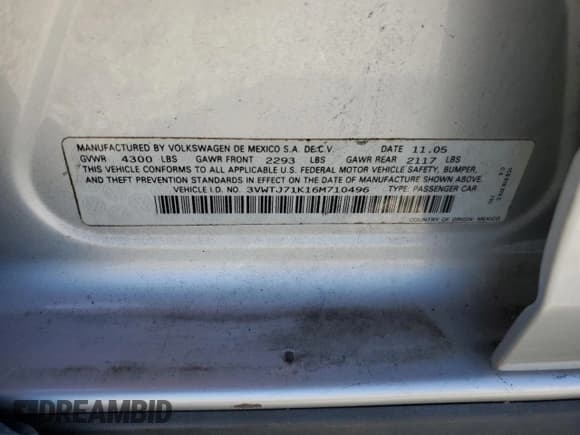 MANUFACTURED BY VOLKSWAGEN DE MEXICO S.A. DE C.V. DATE 11.05
GVWR 4300 LBS GAWR FRONT 2293 LBS GAWR REAR 2117 LBS
THIS VEHICLE CONFORMS TO ALL APPLICABLE U.S. FEDERAL MOTOR VEHICLE SAFETY, BUMPER,
AND THEFT PREVENTION STANDARDS IN EFFECT ON THE DATE OF MANUFACTURE SHOWN ABOVE.
VEHICLE I.D. NO. 3VWTJ71K16M710496 TYPE: PASSENGER CAR
COUNTRY OF ORIGIN: MEXICO
DREAMBID